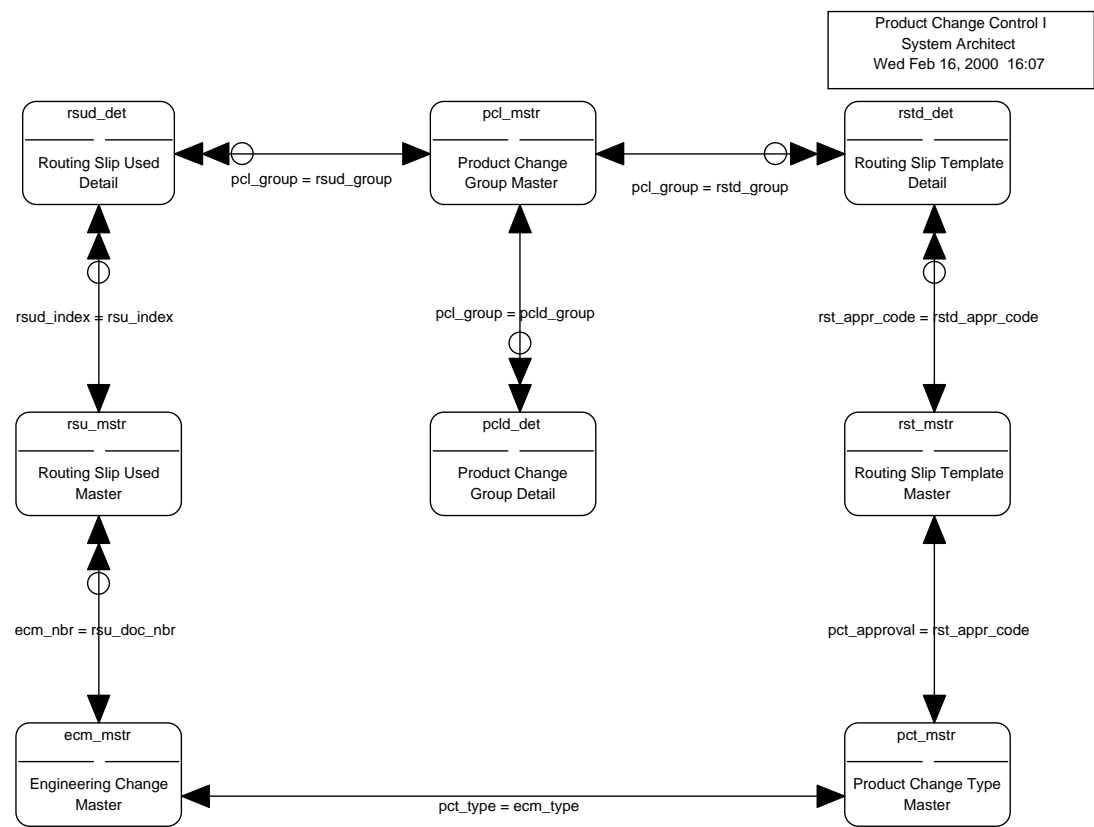 Product Change Control I
System Architect
Wed Feb 16, 2000  16:07
rsud_det
Routing Slip Used
Detail
pcl_group = rsud_group
pcl_mstr
Product Change
Group Master
pcl_group = rstd_group
rstd_det
Routing Slip Template
Detail
rsud_index = rsu_index
pcl_group = pcld_group
rst_appr_code = rstd_appr_code
rsu_mstr
Routing Slip Used
Master
pcld_det
Product Change
Group Detail
rst_mstr
Routing Slip Template
Master
ecm_nbr = rsu_doc_nbr
pct_approval = rst_appr_code
ecm_mstr
Engineering Change
Master
pct_type = ecm_type
pct_mstr
Product Change Type
Master